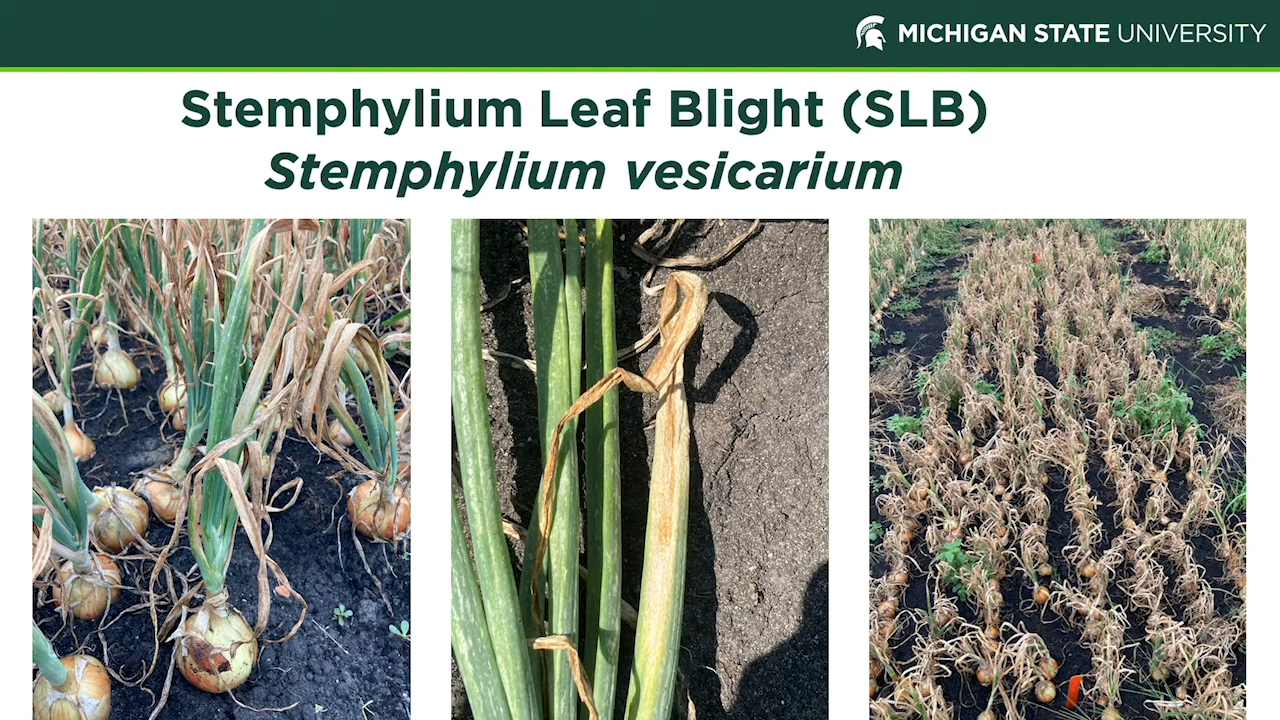 MICHIGAN STATE UNIVERSITY
Stemphylium Leaf Blight (SLB)
Stemphylium vesicarium